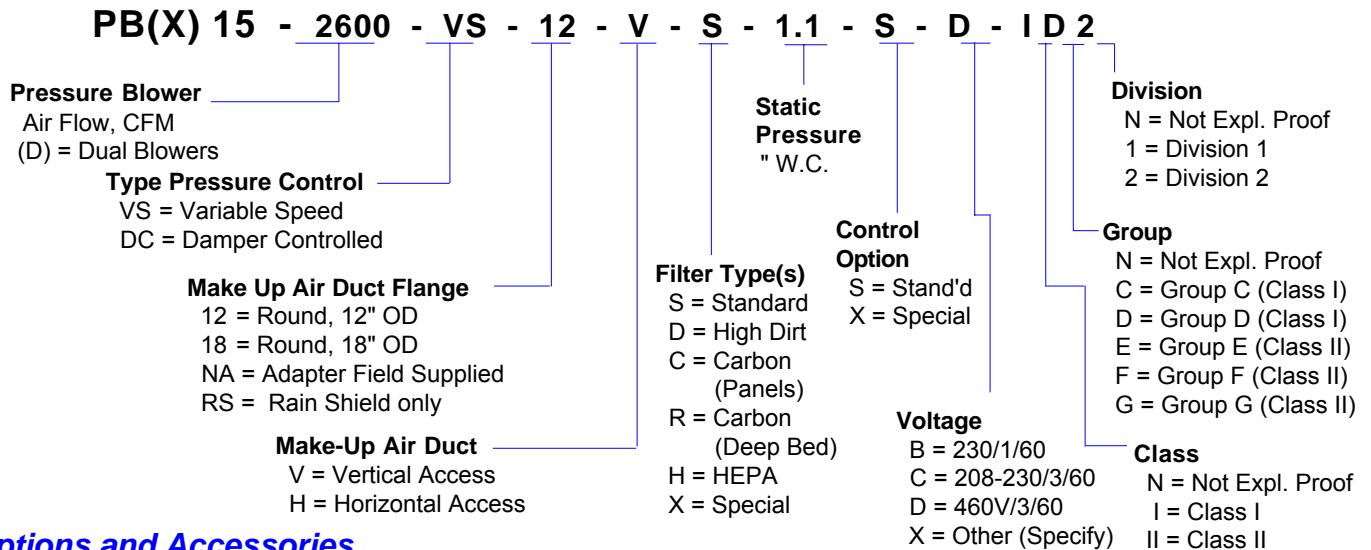 PB(X) 15 - 2600 - VS - 12 - V - S - 1.1 - S - D - I D 2
Pressure Blower
Air Flow, CFM
(D) = Dual Blowers
Type Pressure Control
VS = Variable Speed
DC = Damper Controlled
Make Up Air Duct Flange
12 = Round, 12" OD
18 = Round, 18" OD
NA = Adapter Field Supplied
RS = Rain Shield only
Make-Up Air Duct
V = Vertical Access
H = Horizontal Access
Filter Type(s)
S = Standard
D = High Dirt
C = Carbon
(Panels)
R = Carbon
(Deep Bed)
H = HEPA
X = Special
Static
Pressure
" W.C.
Control
Option
S = Stand'd
X = Special
Voltage
B = 230/1/60
C = 208-230/3/60
D = 460V/3/60
X = Other (Specify)
Division
N = Not Expl. Proof
1 = Division 1
2 = Division 2
Group
N = Not Expl. Proof
C = Group C (Class I)
D = Group D (Class I)
E = Group E (Class II)
F = Group F (Class II)
G = Group G (Class II)
Class
N = Not Expl. Proof
I = Class I
II = Class II
ptions and Accessories